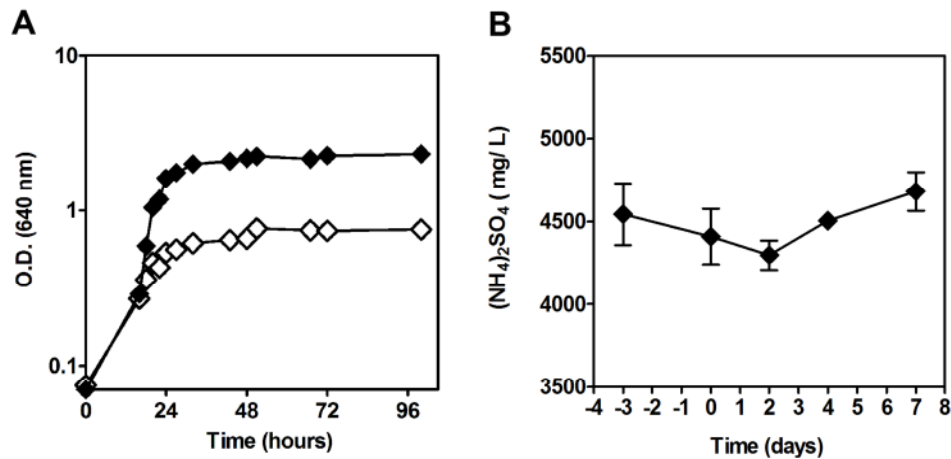 A
10
1
0.1
O.D. (640 nm)
0
24
48
72
96
Time (hours)
B
5500
5000
4500
4000
3500
(NH4)2SO4 ( mg/ L)
-4 -3 -2 -1 0 1 2 3 4 5 6 7 8
Time (days)